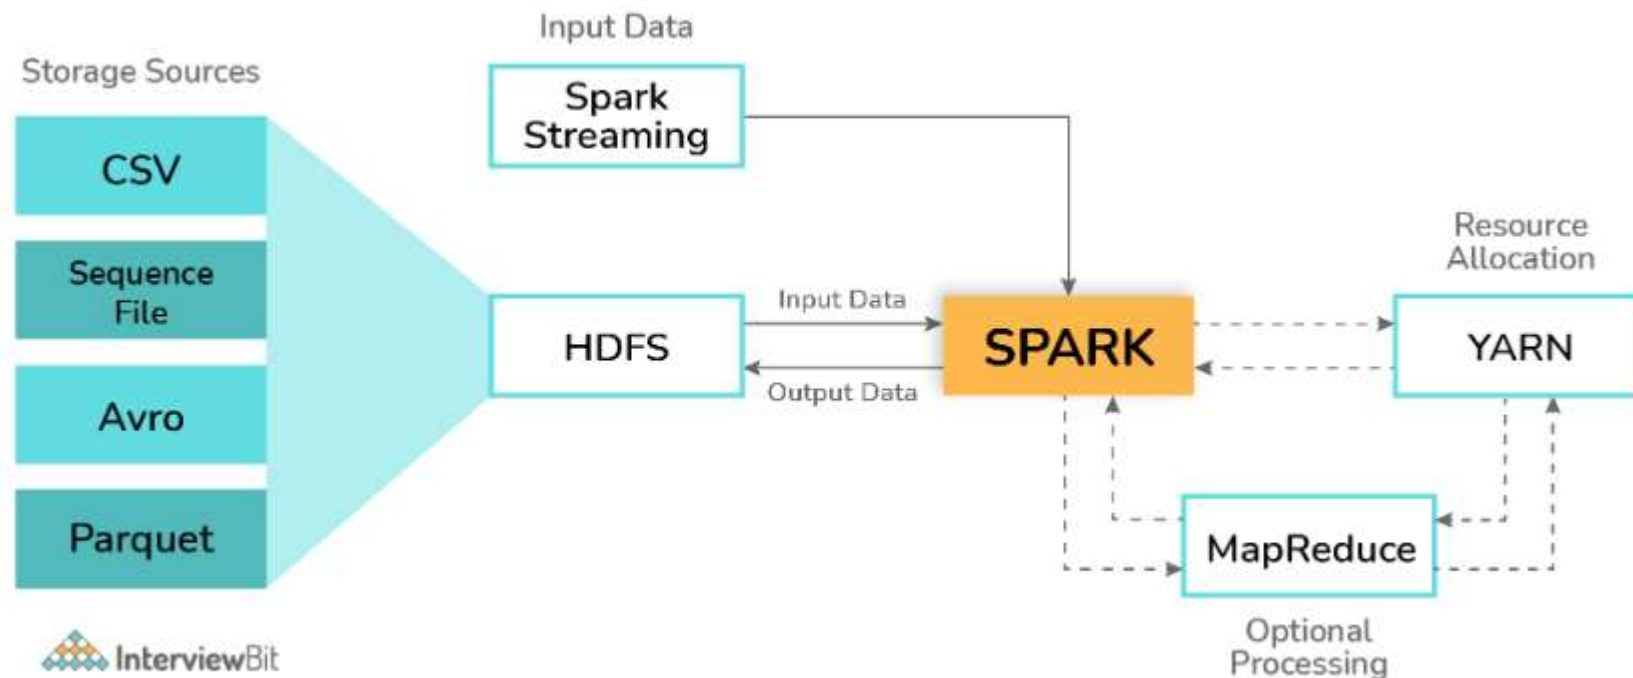 Input Data
Storage Sources
Spark
Streaming
CSV
Sequence
File
Avro
Parquet
HDFS
Input Data
Output Data
SPARK
Resource
Allocation
YARN
MapReduce
Optional
Processing
InterviewBit